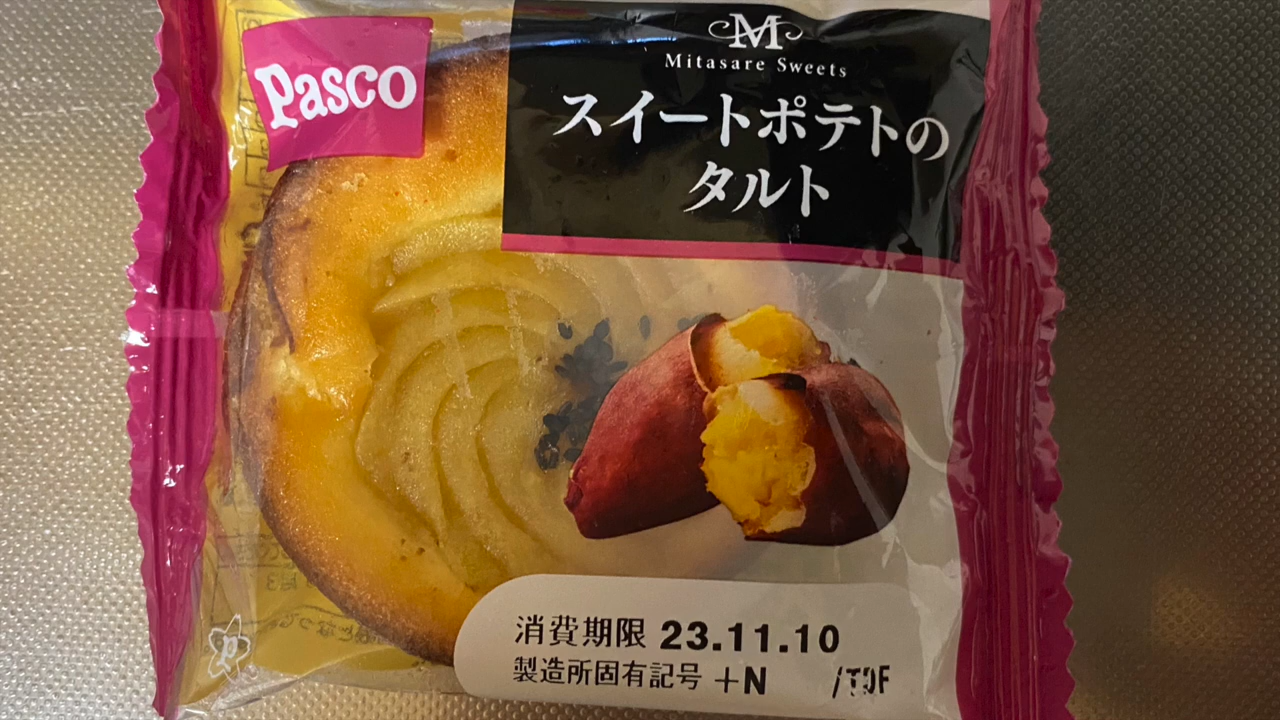 Pasco
M
Mitasare Sweets
スイートポテトの
タルト
消費期限 23.11.10
製造所固有記号 +N /TDF
P